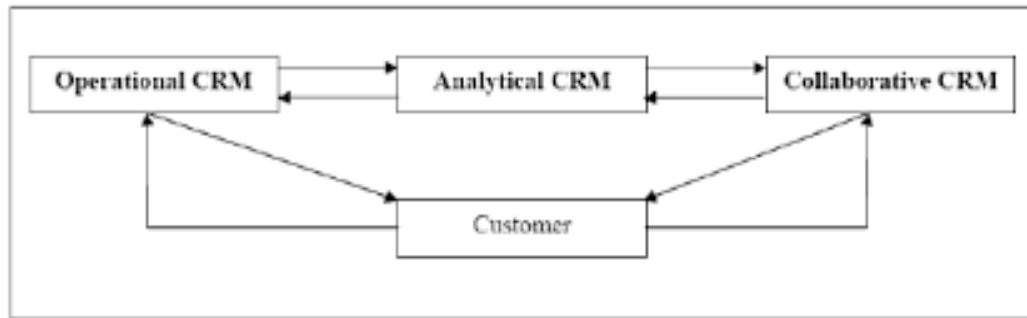 Operational CRM
Analytical CRM
Collaborative CRM
Customer